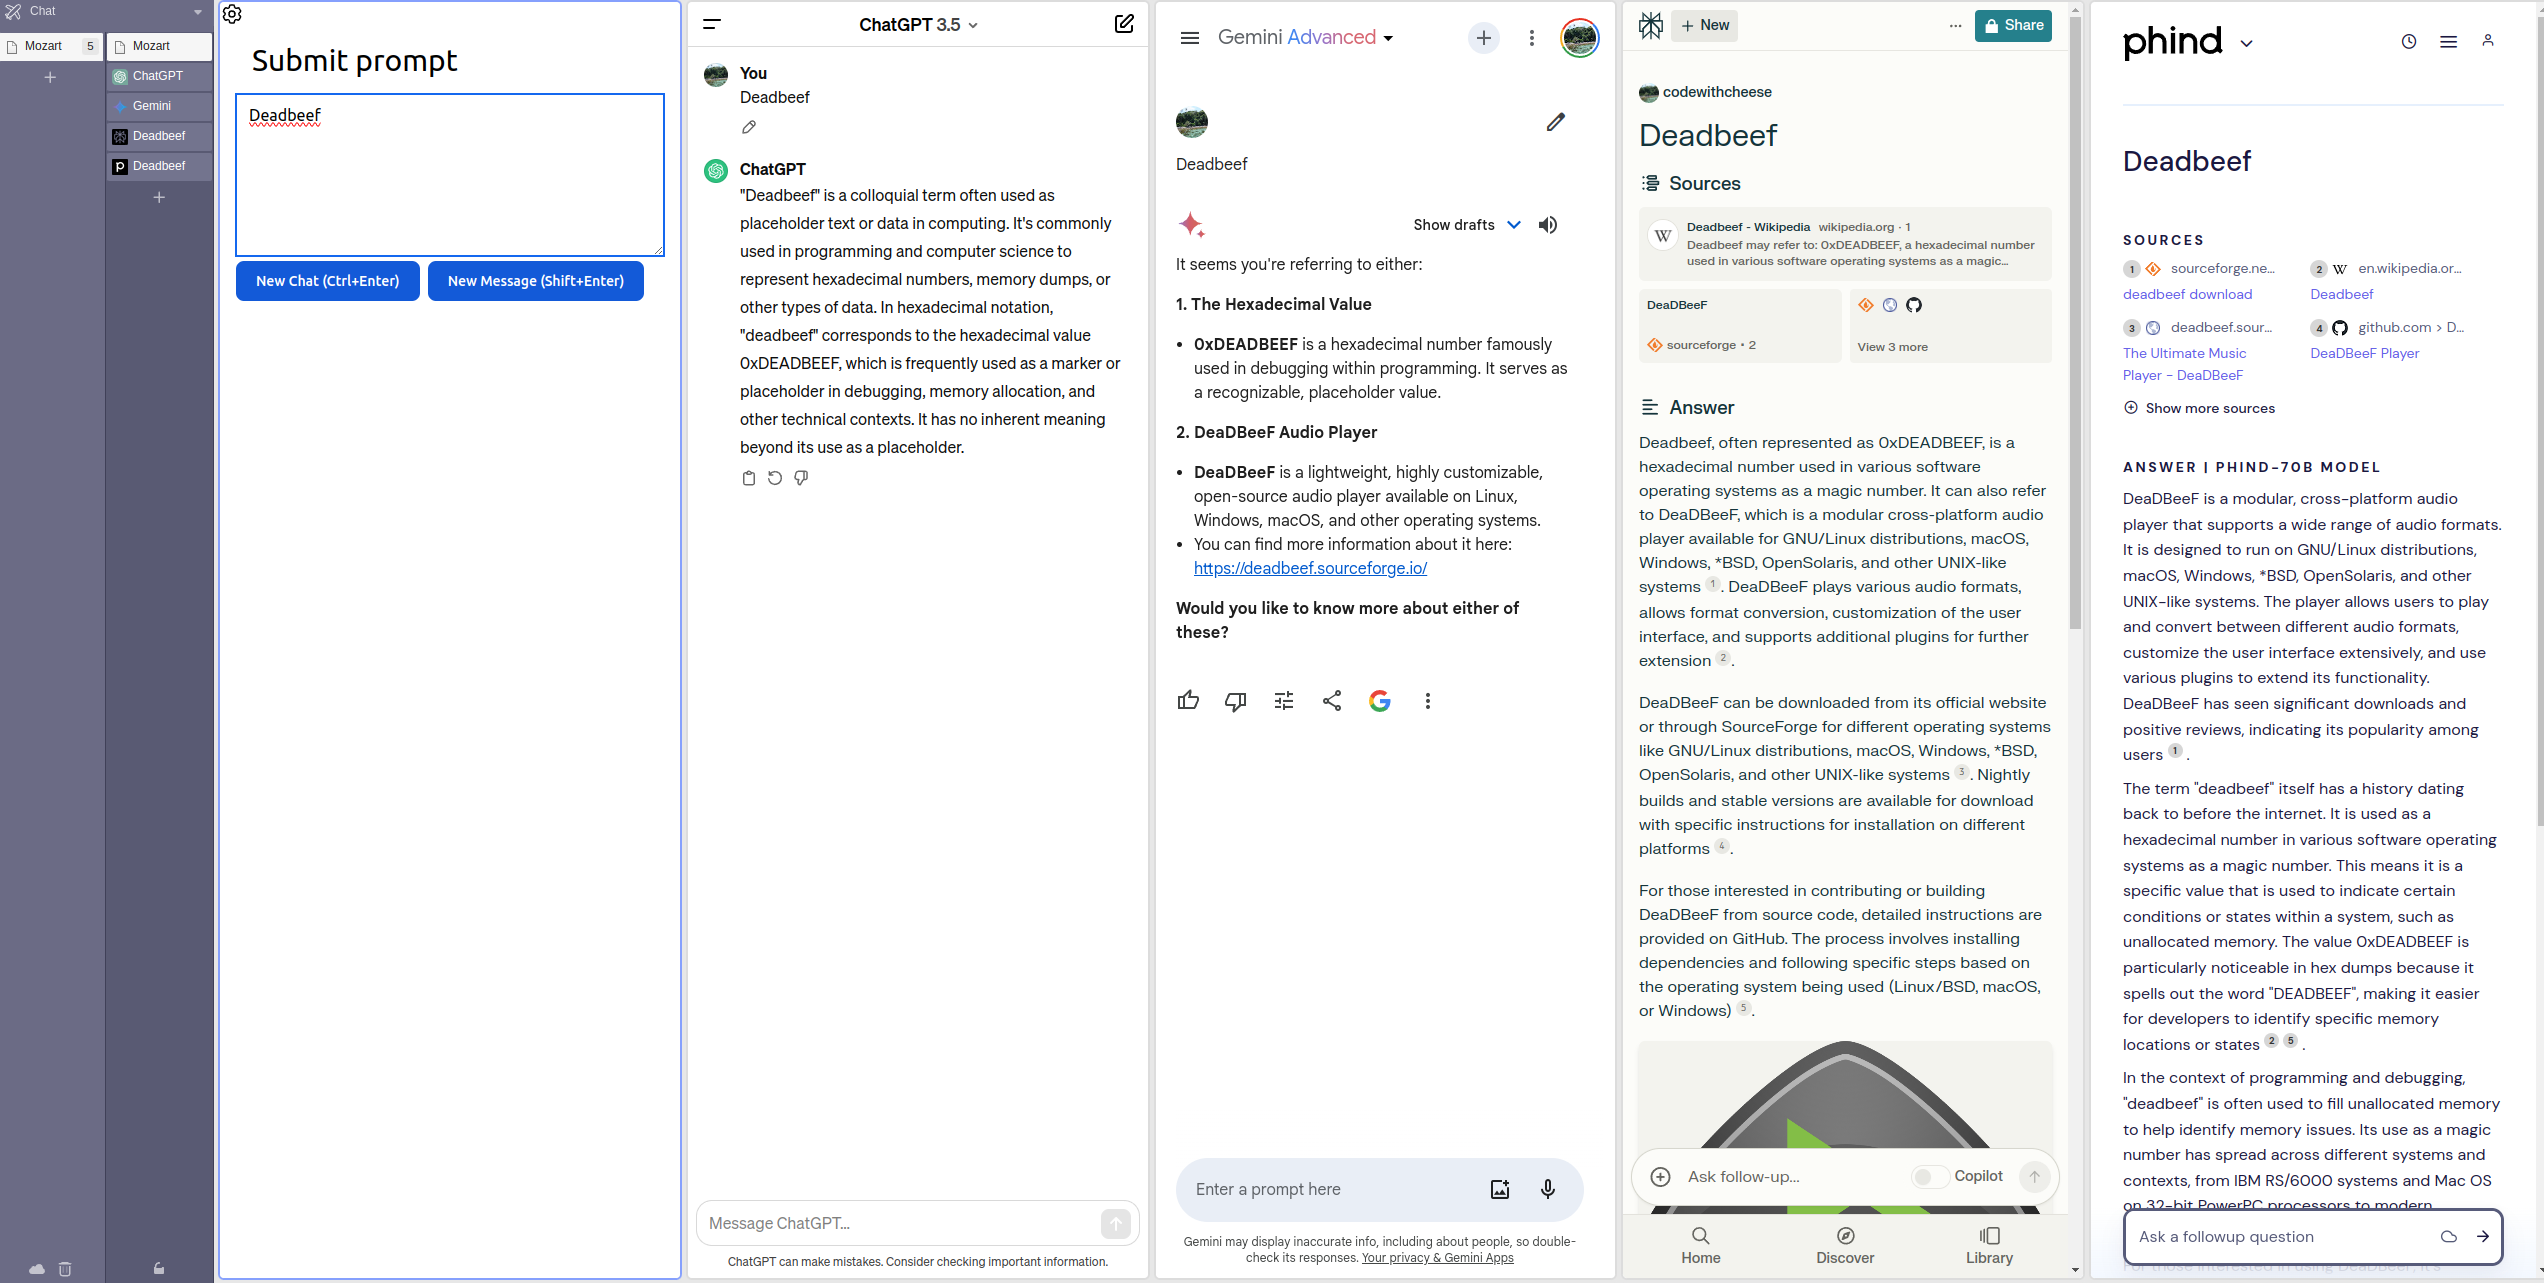 Chat
Mozart 5
Mozart
ChatGPT
Gemini
Deadbeef
Deadbeef
Submit prompt
Deadbeef
New Chat (Ctrl+Enter)
New Message (Shift+Enter)
ChatGPT 3.5
You
Deadbeef
ChatGPT
"Deadbeef" is a colloquial term often used as
placeholder text or data in computing. It's commonly
used in programming and computer science to
represent hexadecimal numbers, memory dumps, or
other types of data. In hexadecimal notation,
"deadbeef" corresponds to the hexadecimal value
0xDEADBEEF, which is frequently used as a marker or
placeholder in debugging, memory allocation, and
other technical contexts. It has no inherent meaning
beyond its use as a placeholder.
Message ChatGPT...
ChatGPT can make mistakes. Consider checking important information.
Gemini Advanced
Deadbeef
Show drafts
It seems you're referring to either:
1. The Hexadecimal Value
• 0xDEADBEEF is a hexadecimal number famously
used in debugging within programming. It serves as
a recognizable, placeholder value.
2. DeaDBeeF Audio Player
• DeaDBeeF is a lightweight, highly customizable,
open-source audio player available on Linux,
Windows, macOS, and other operating systems.
• You can find more information about it here:
https://deadbeef.sourceforge.io/
Would you like to know more about either of
these?
Enter a prompt here
Gemini may display inaccurate info, including about people, so double-
check its responses. Your privacy & Gemini Apps
+ New
Share
codewithcheese
Deadbeef
Sources
W
Deadbeef - Wikipedia wikipedia.org · 1
Deadbeef may refer to: 0xDEADBEEF, a hexadecimal number
used in various software operating systems as a magic...
DeaDBeeF
sourceforge · 2
View 3 more
Answer
Deadbeef, often represented as 0xDEADBEEF, is a
hexadecimal number used in various software
operating systems as a magic number. It can also refer
to DeaDBeeF, which is a modular cross-platform audio
player available for GNU/Linux distributions, macOS,
Windows, *BSD, OpenSolaris, and other UNIX-like
systems 1. DeaDBeeF plays various audio formats,
allows format conversion, customization of the user
interface, and supports additional plugins for further
extension 2.
DeaDBeeF can be downloaded from its official website
or through SourceForge for different operating systems
like GNU/Linux distributions, macOS, Windows, *BSD,
OpenSolaris, and other UNIX-like systems 3. Nightly
builds and stable versions are available for download
with specific instructions for installation on different
platforms 4.
For those interested in contributing or building
DeaDBeeF from source code, detailed instructions are
provided on GitHub. The process involves installing
dependencies and following specific steps based on
the operating system being used (Linux/BSD, macOS,
or Windows) 5.
Ask follow-up...
Copilot
Home
Discover
Library
phind
Deadbeef
SOURCES
1 sourceforge.ne...
deadbeef download
2 W en.wikipedia.or...
Deadbeef
3 deadbeef.sour...
The Ultimate Music
Player - DeaDBeeF
4 github.com > D...
DeaDBeeF Player
Show more sources
ANSWER | PHIND-70B MODEL
DeaDBeeF is a modular, cross-platform audio
player that supports a wide range of audio formats.
It is designed to run on GNU/Linux distributions,
macOS, Windows, *BSD, OpenSolaris, and other
UNIX-like systems. The player allows users to play
and convert between different audio formats,
customize the user interface extensively, and use
various plugins to extend its functionality.
DeaDBeeF has seen significant downloads and
positive reviews, indicating its popularity among
users 1 .
The term "deadbeef" itself has a history dating
back to before the internet. It is used as a
hexadecimal number in various software operating
systems as a magic number. This means it is a
specific value that is used to indicate certain
conditions or states within a system, such as
unallocated memory. The value 0xDEADBEEF is
particularly noticeable in hex dumps because it
spells out the word "DEADBEEF", making it easier
for developers to identify specific memory
locations or states 2 5 .
In the context of programming and debugging,
"deadbeef" is often used to fill unallocated memory
to help identify memory issues. Its use as a magic
number has spread across different systems and
contexts, from IBM RS/6000 systems and Mac OS
on 32-bit PowerPC processors to modern
Ask a followup question
For those interested in using DeaDBeeF, it's